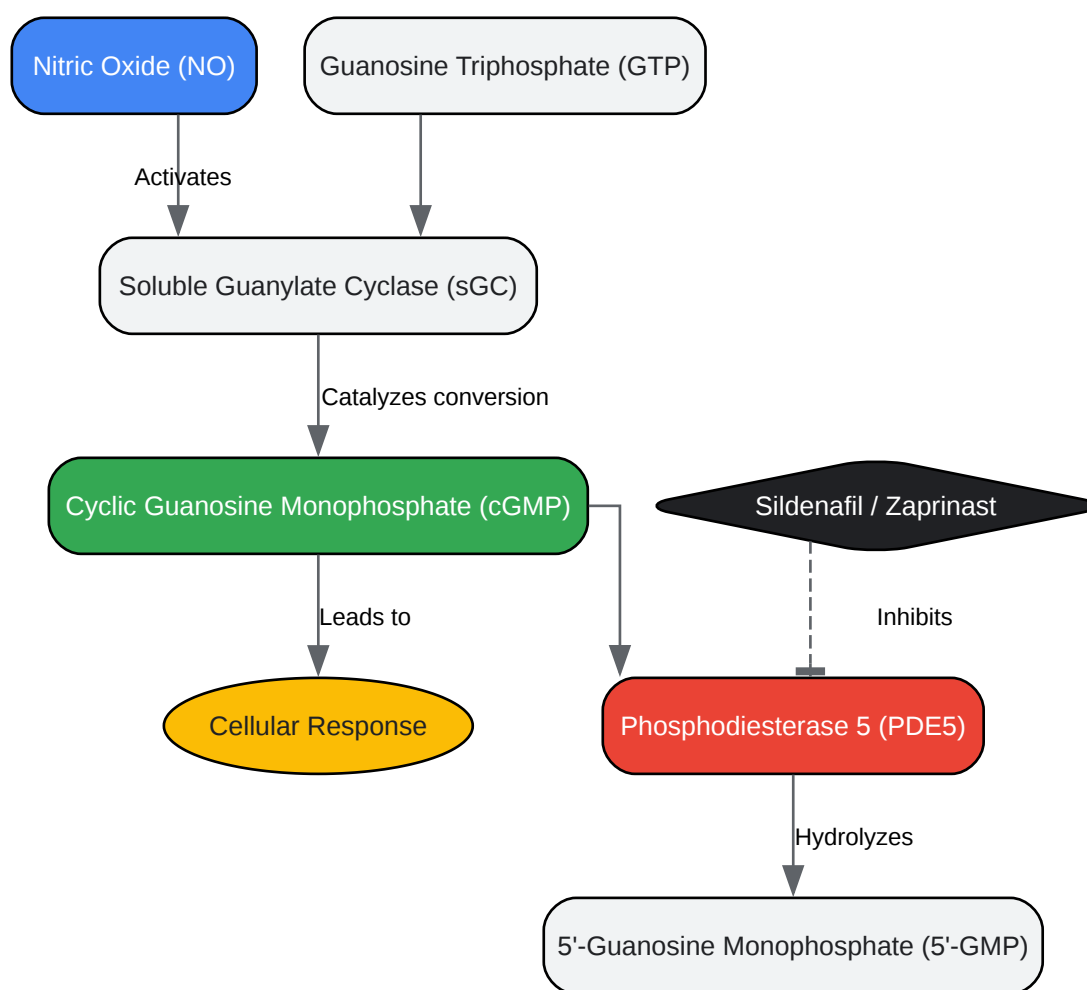 Nitric Oxide (NO)
Guanosine Triphosphate (GTP)
Activates
Soluble Guanylate Cyclase (sGC)
Catalyzes conversion
Cyclic Guanosine Monophosphate (cGMP)
Sildenafil / Zaprinast
Leads to
Inhibits
Cellular Response
Phosphodiesterase 5 (PDE5)
Hydrolyzes
5'-Guanosine Monophosphate (5'-GMP)